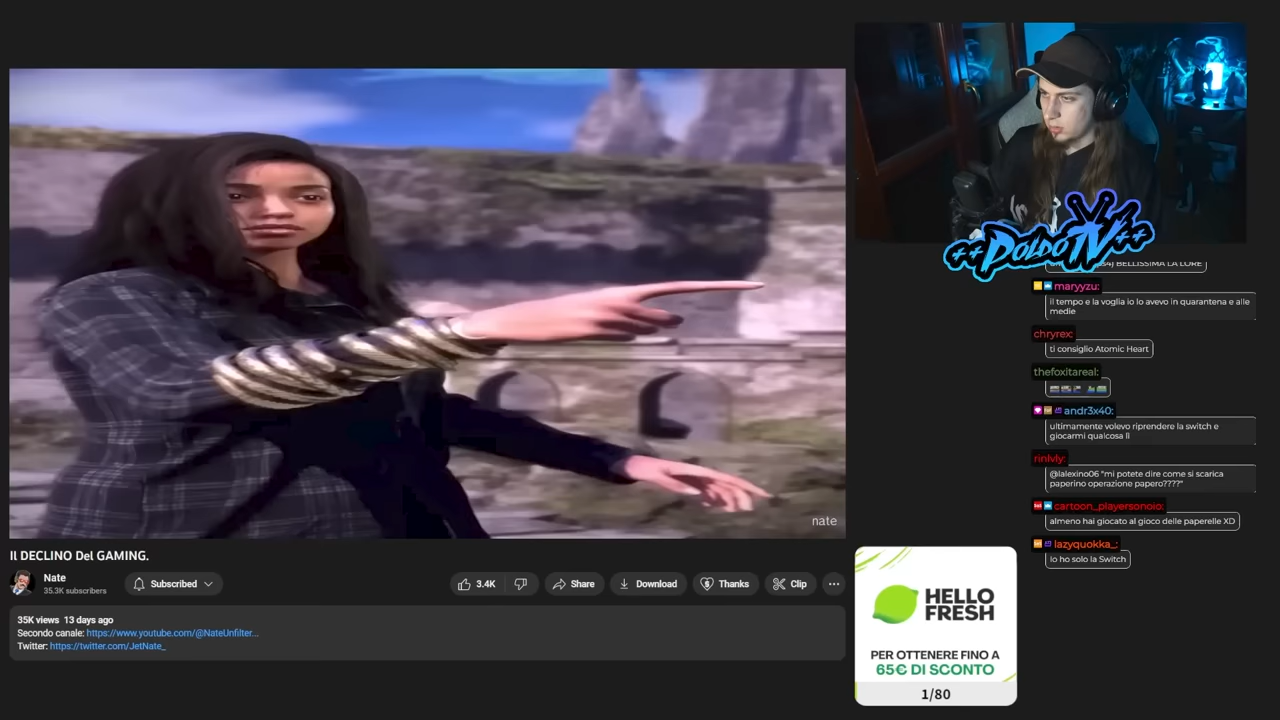 nate
Il DECLINO Del GAMING.
Nate
35.3K subscribers
Subscribed
3.4K
Share
Download
Thanks
Clip
35K views 13 days ago
Secondo canale: https://www.youtube.com/@NateUnfilter...
Twitter: https://twitter.com/JetNate_
POLDO TV
BELLISSIMA LA LORE
maryyzu:
il tempo e la voglia io lo avevo in quarantena e alle
medie
chryrex:
ti consiglio Atomic Heart
thefoxitareal:
andr3x40:
ultimamente volevo riprendere la switch e
giocarmi qualcosa lì
rinlvly:
@lalexino06 "mi potete dire come si scarica
paperino operazione papero????"
cartoon_playersonoio:
almeno hai giocato al gioco delle paperelle XD
lazyquokka_:
Io ho solo la Switch
HELLO
FRESH
PER OTTENERE FINO A
65€ DI SCONTO
1/80